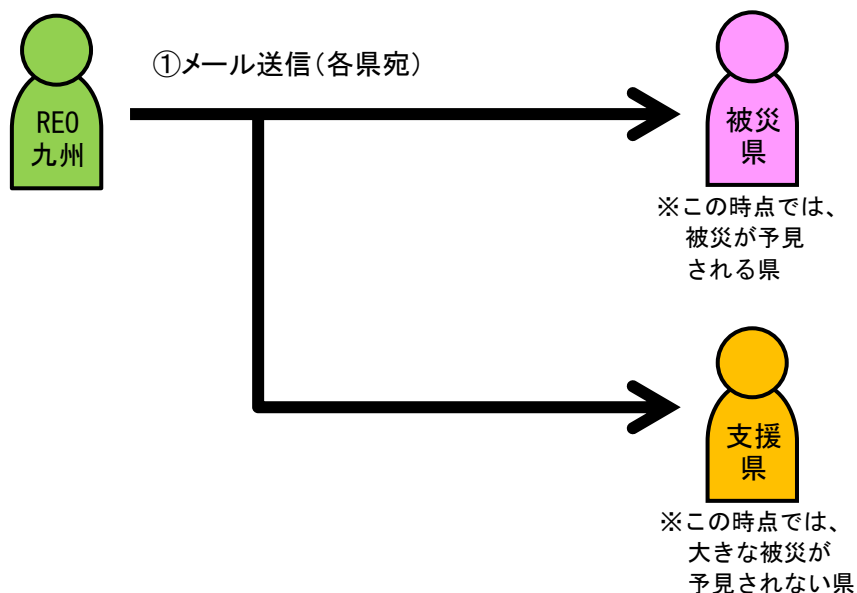 ①メール送信(各県宛)
REO
九州
被災
県
※この時点では、
被災が予見
される県
支援
県
※この時点では、
大きな被災が
予見されない県